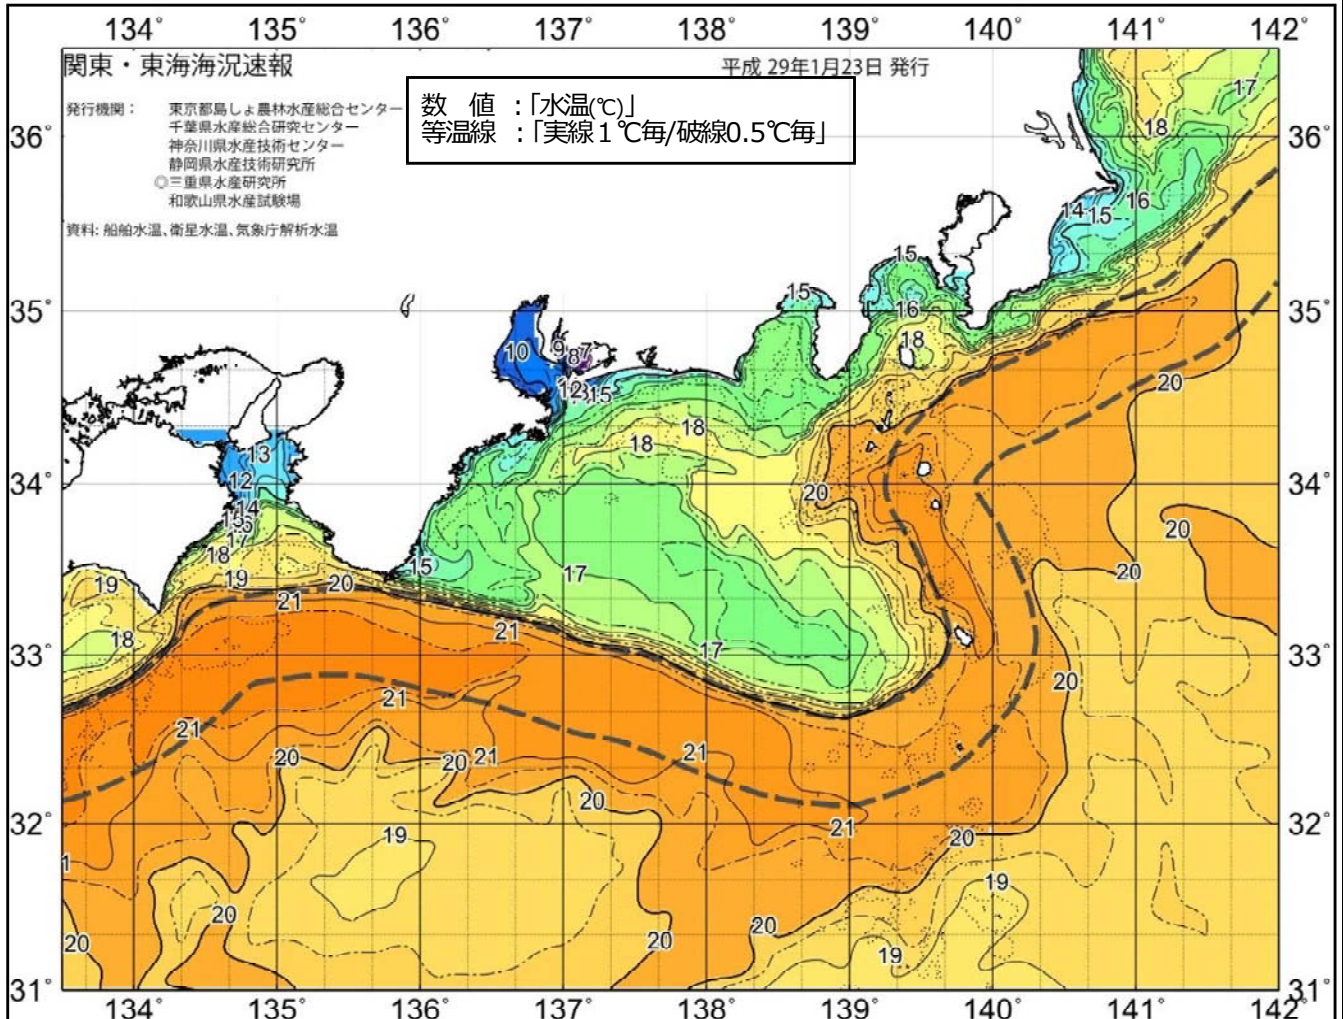 134° 135° 136° 137° 138° 139° 140° 141° 142°
関東・東海海況速報
平成 29年1月23日 発行
発行機関： 東京都島しょ農林水産総合センター
千葉県水産総合研究センター
神奈川県水産技術センター
静岡県水産技術研究所
◎三重県水産研究所
和歌山県水産試験場
資料: 船舶水温、衛星水温、気象庁解析水温
数　値　：「水温(℃)」
等温線　：「実線１℃毎/破線0.5℃毎」
17
18
36° 36°
16
14 15
15
15
35° 16 35°
18
10 9 8 7
20
12 15
18 18
13
12
34° 20 34°
14
16
17 20
18
19 19 20 15 17 20
21
21
18 17
33° 33°
20
21
21
20 20 21 21
20
32° 21 20 32°
19
1
19
20
20 20 20
19
31° 31°
134° 135° 136° 137° 138° 139° 140° 141° 142°